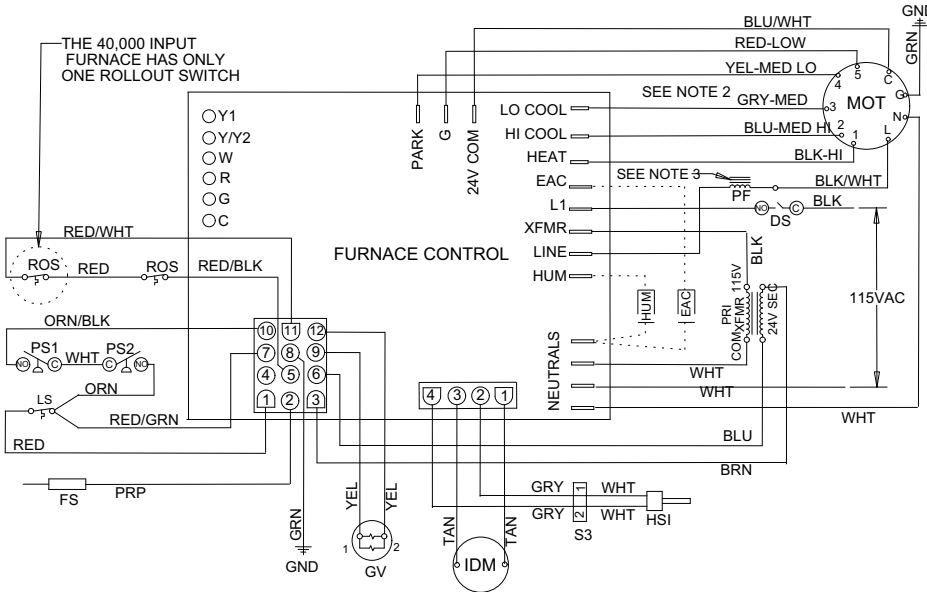 THE 40,000 INPUT
FURNACE HAS ONLY
ONE ROLLOUT SWITCH
BLU/WHT
GND
RED-LOW
GRN
YEL-MED LO
SEE NOTE 2
GRY-MED
BLU-MED HI
BLK-HI
5
4
3
2
1
C
G
N
L
MOT
Y1
Y/Y2
W
R
G
C
PARK
G
24V COM
LO COOL
HI COOL
HEAT
EAC
L1
XFMR
LINE
HUM
NEUTRALS
FURNACE CONTROL
SEE NOTE 3
PF
BLK/WHT
NO
C
BLK
DS
BLK
115VAC
115V
PRI
XFMR
COM
24V SEC
HUM
EAC
WHT
WHT
WHT
RED/WHT
ROS
RED
ROS
RED/BLK
ORN/BLK
NO
PS1
C
WHT
C
PS2
NO
ORN
LS
RED/GRN
RED
FS
PRP
10
11
12
7
8
9
4
5
6
1
2
3
4
3
2
1
BLU
BRN
GRN
GND
YEL
YEL
1
2
GV
TAN
TAN
IDM
GRY
GRY
1
2
S3
WHT
WHT
HSI